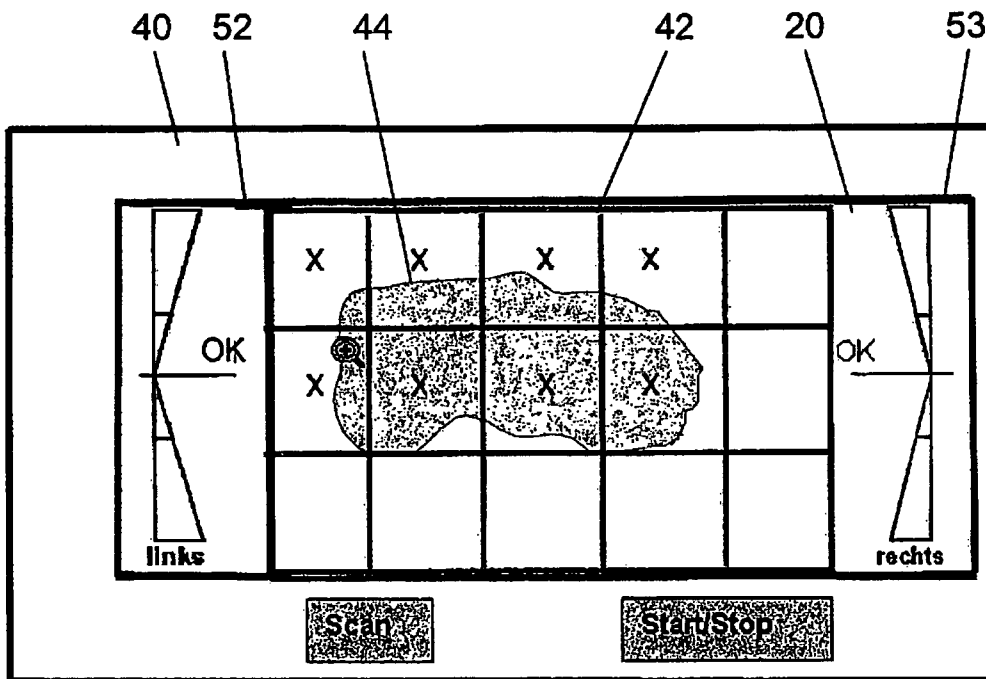 40 52 44 42 20 53
X X X X
OK OK
X X X X
links rechts
Scan Start/Stop